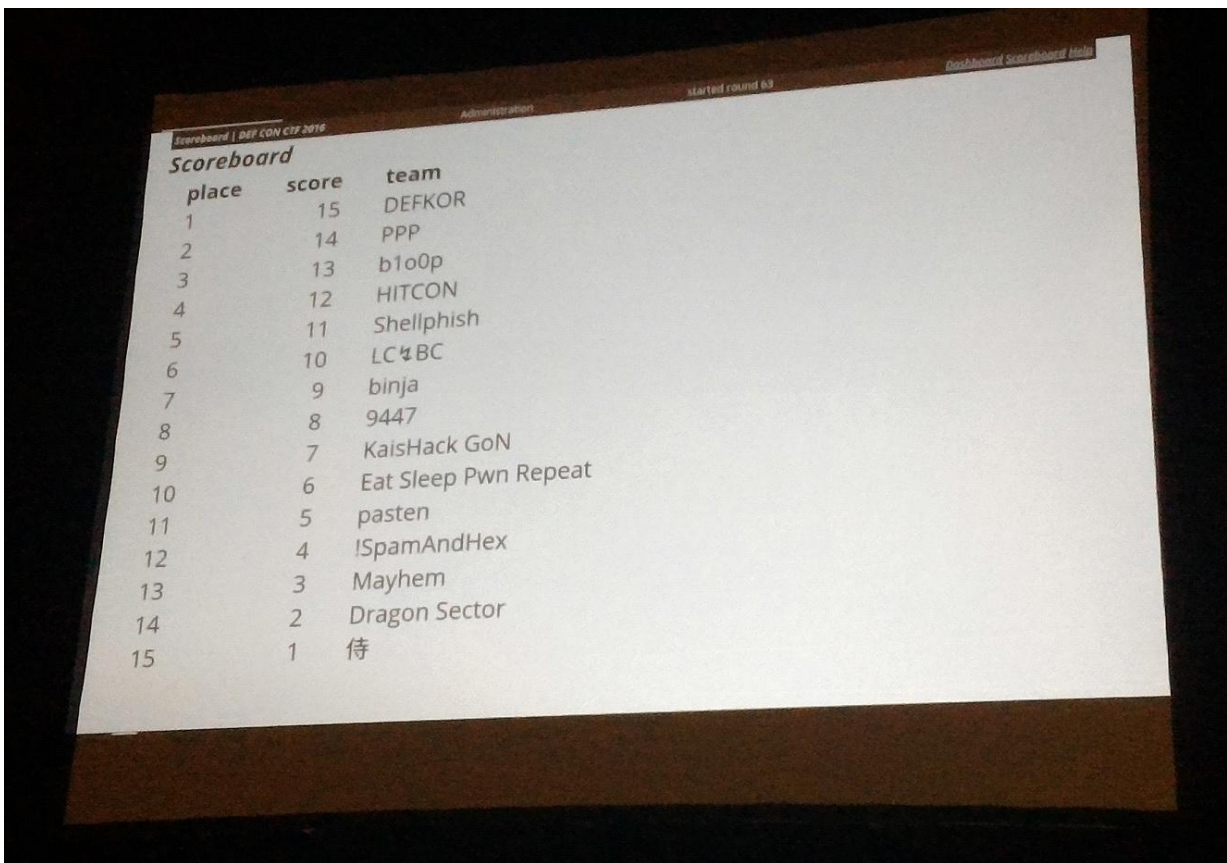 Dashboard Scoreboard Help
Administration started round 63
Scoreboard | DEF CON CTF 2016
Scoreboard
place score team
1 15 DEFKOR
2 14 PPP
3 13 b1o0p
4 12 HITCON
5 11 Shellphish
6 10 LC↯BC
7 9 binja
8 8 9447
9 7 KaisHack GoN
10 6 Eat Sleep Pwn Repeat
11 5 pasten
12 4 !SpamAndHex
13 3 Mayhem
14 2 Dragon Sector
15 1 侍